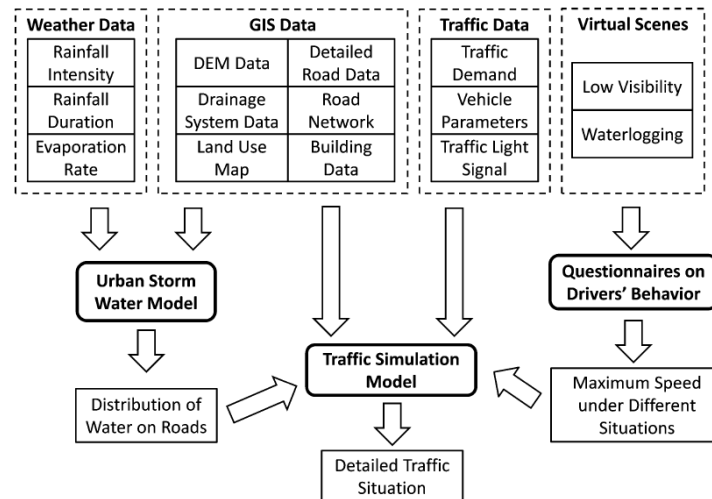 Weather Data
Rainfall
Intensity
Rainfall
Duration
Evaporation
Rate
GIS Data
DEM Data
Detailed
Road Data
Drainage
System Data
Road
Network
Land Use
Map
Building
Data
Traffic Data
Traffic
Demand
Vehicle
Parameters
Traffic Light
Signal
Virtual Scenes
Low Visibility
Waterlogging
Urban Storm
Water Model
Questionnaires on
Drivers' Behavior
Traffic Simulation
Model
Distribution of
Water on Roads
Maximum Speed
under Different
Situations
Detailed Traffic
Situation